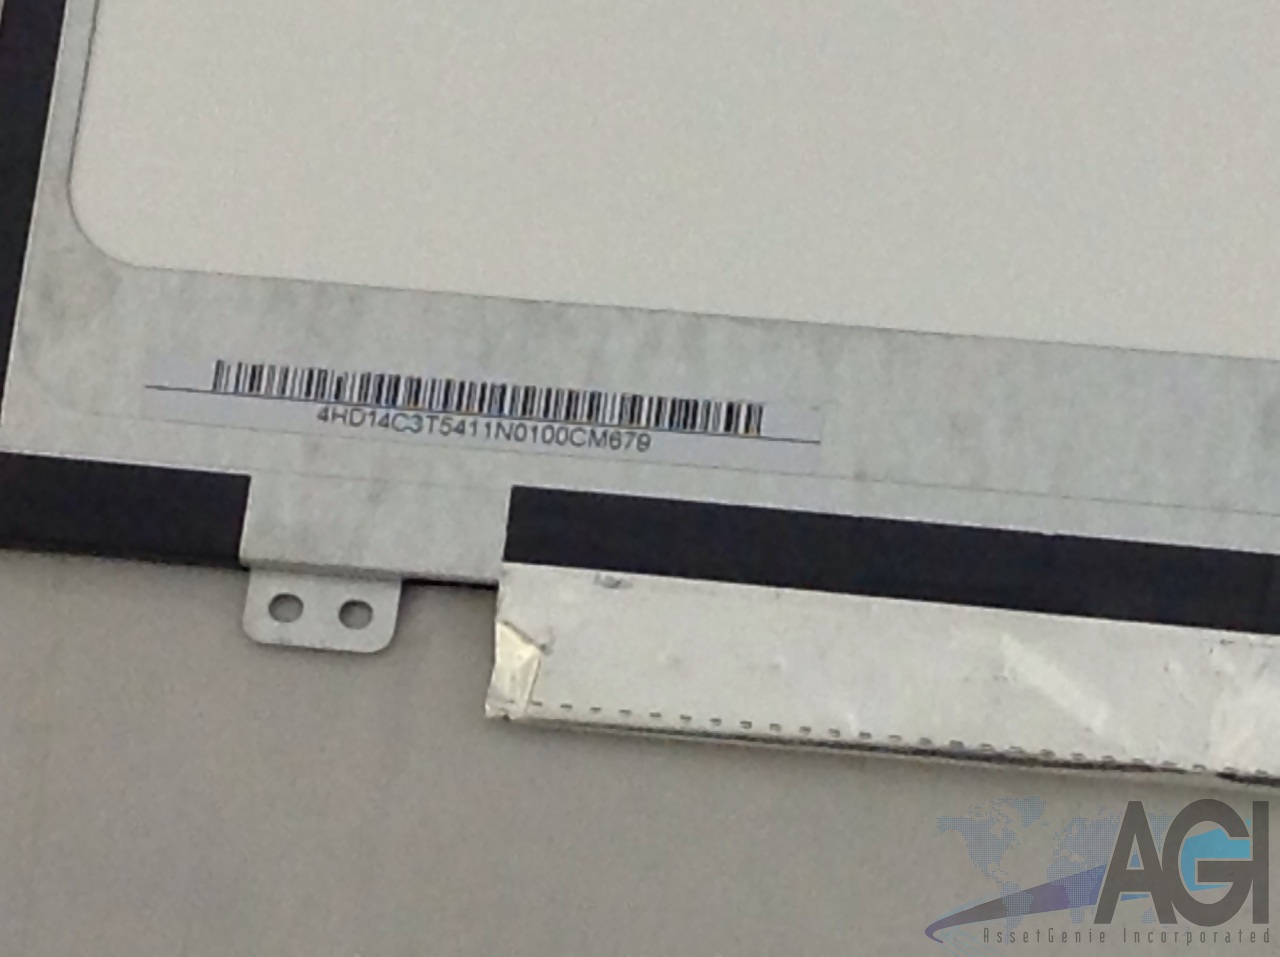 4HD14C3T5411N0100CM679
AGI
AssetGenie Incorporated